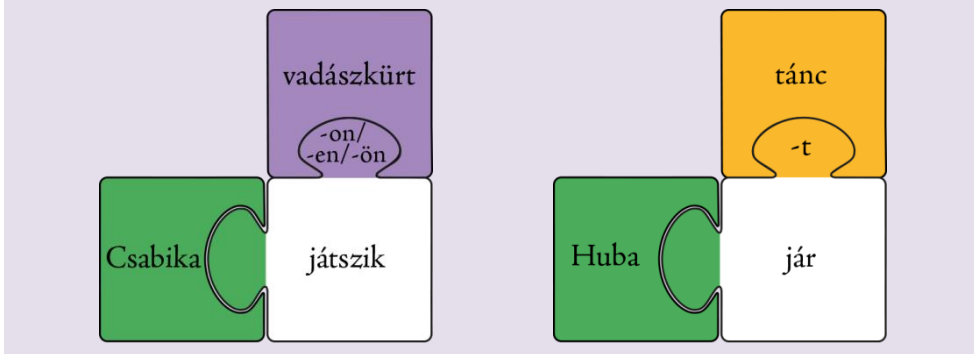 vadászkürt
-on/
-en/-ön
Csabika
játszik
tánc
-t
Huba
jár